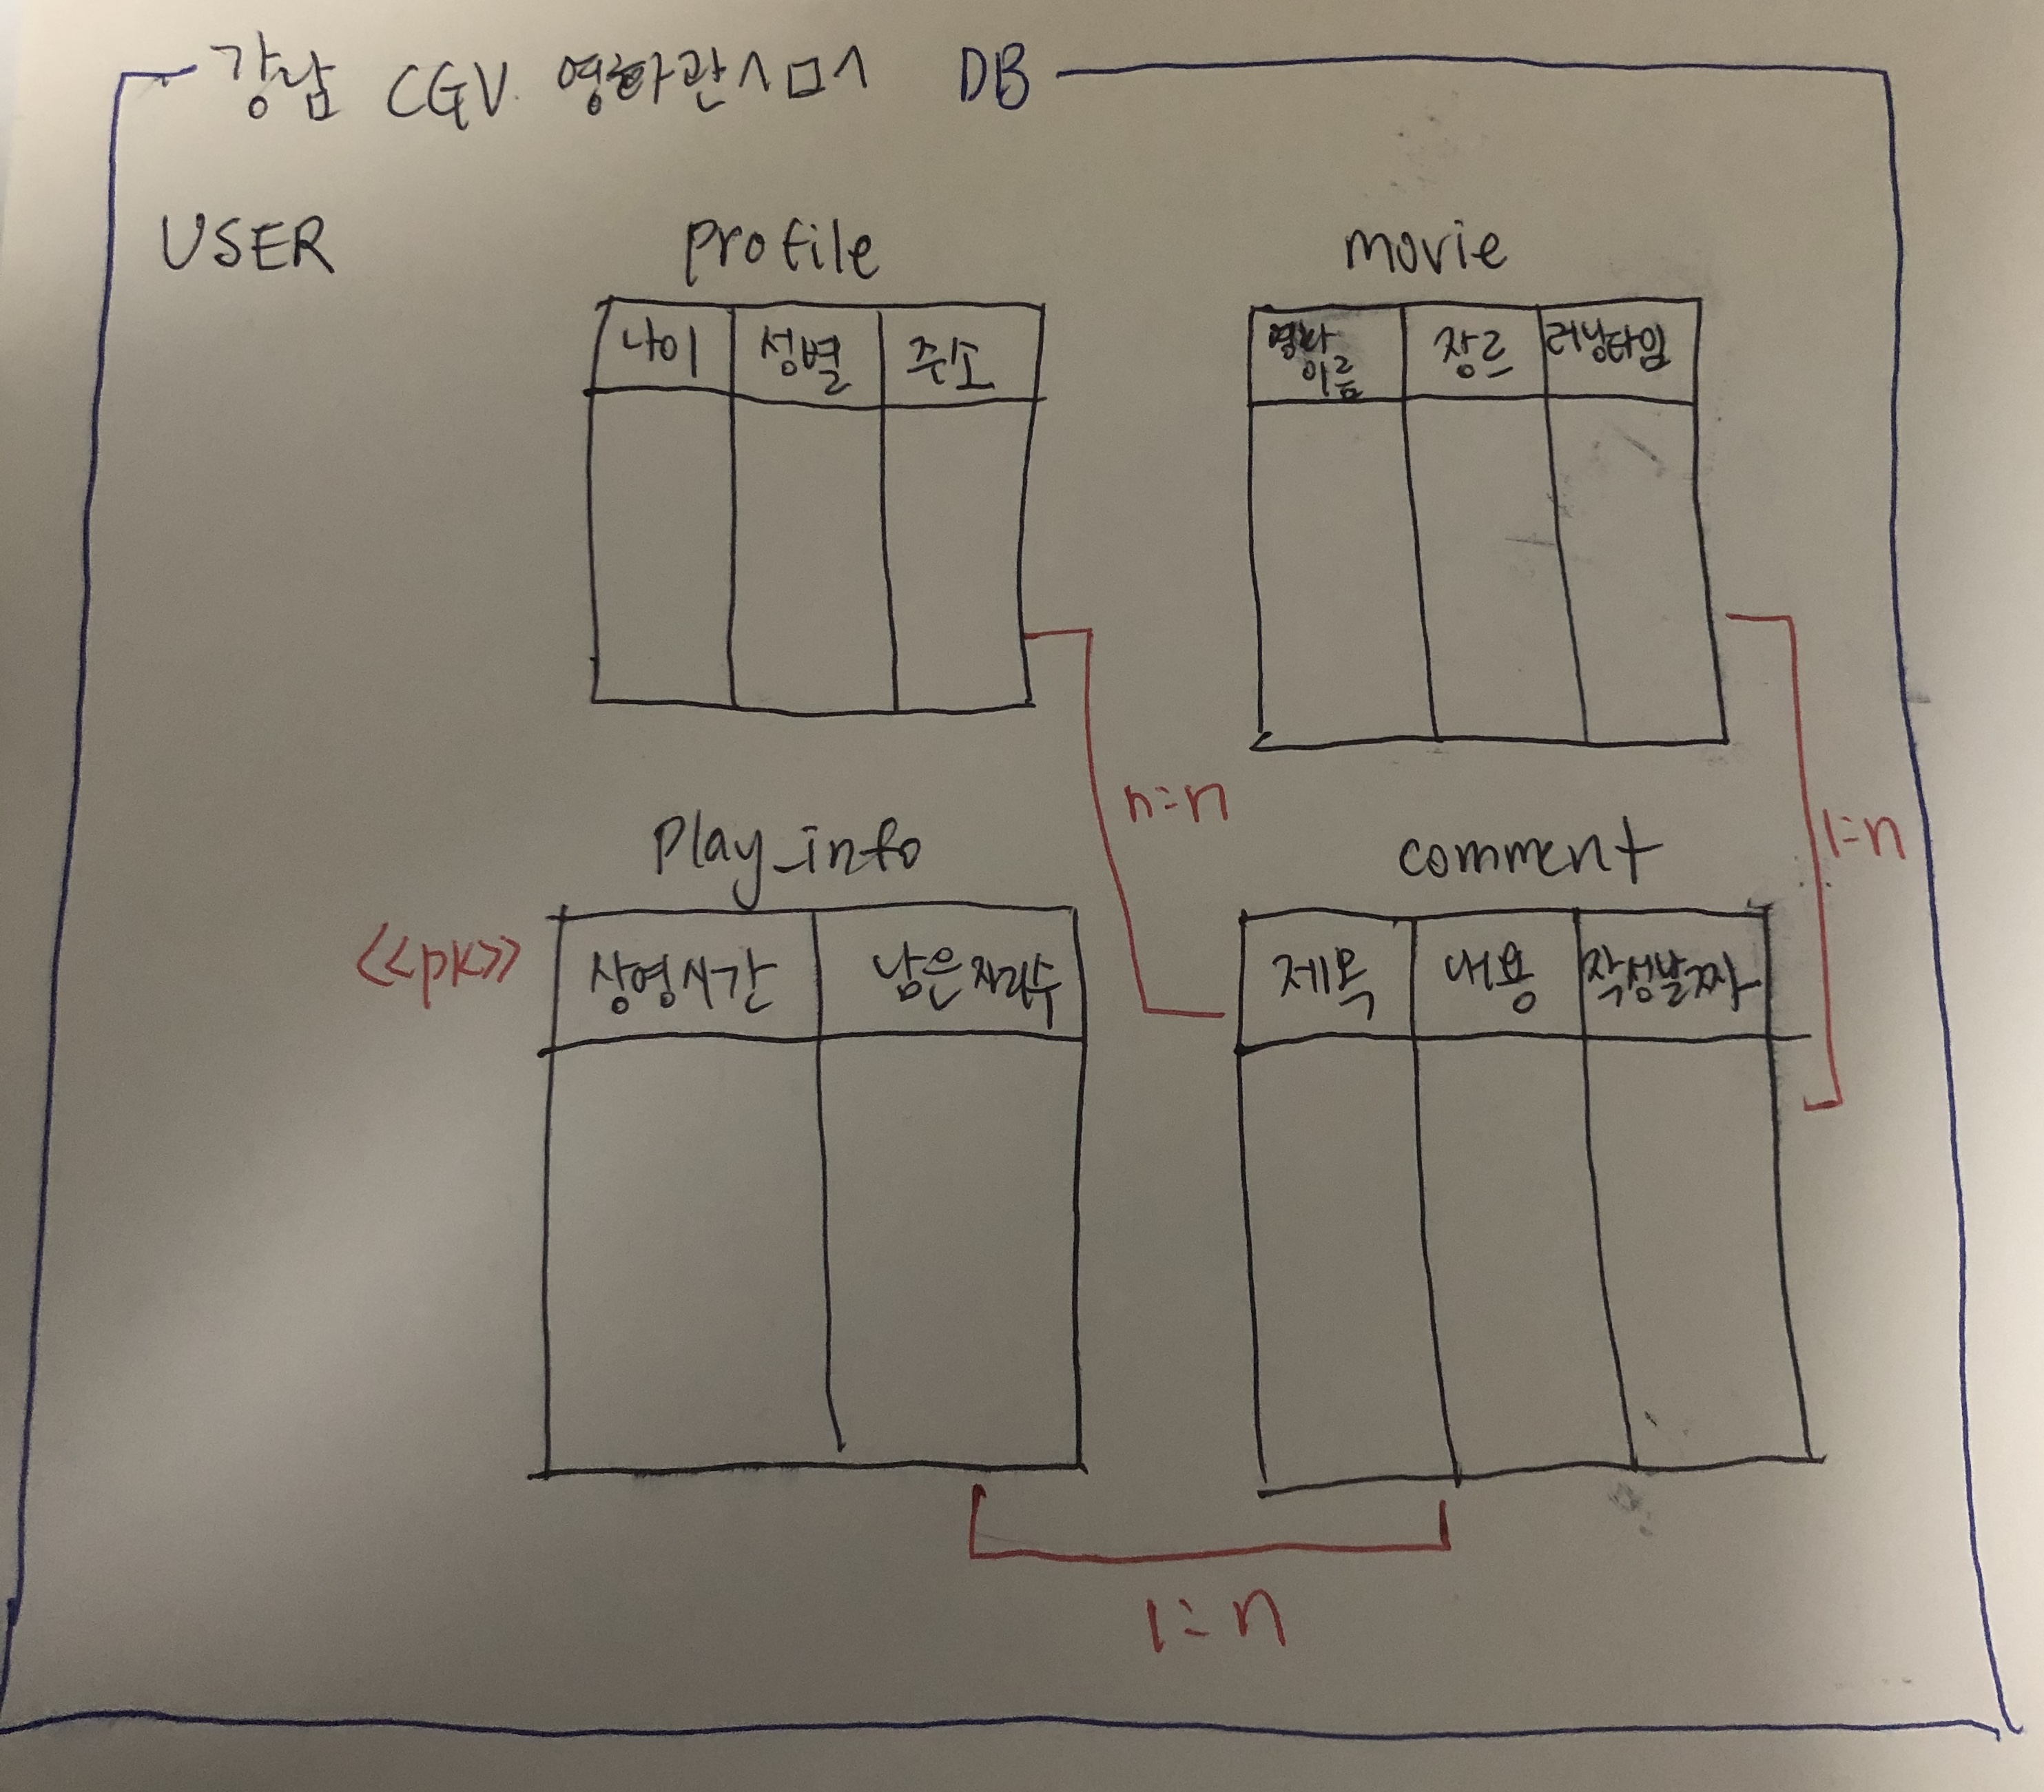 강남 CGV 영화관^ㅁ^ DB
USER
profile
movie
나이 성별 주소
영화 이름 장르 러닝타임
n:n
1:n
Play_info
comment
<<pk>>
상영시간 남은자리수
제목 내용 작성날짜
1:n